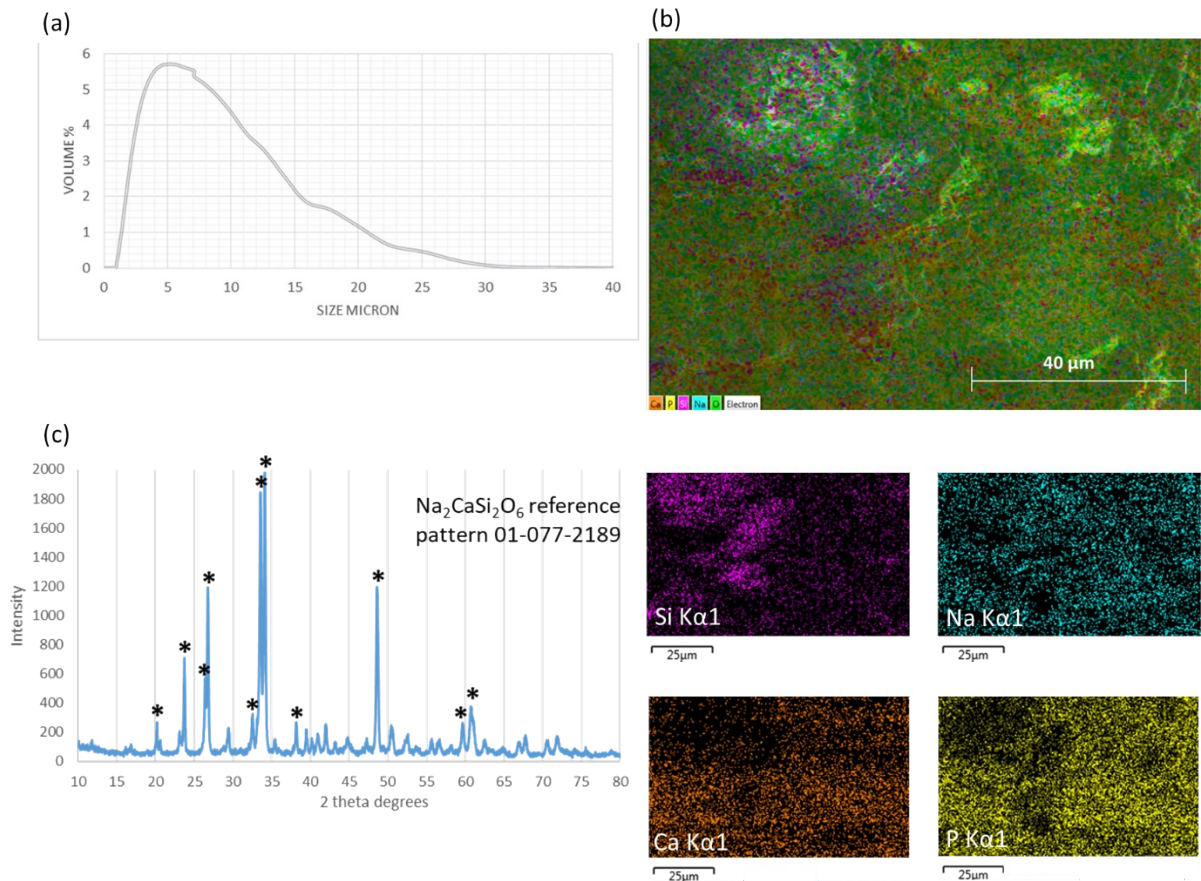 (a)
6
5
4
3
2
1
0
VOLUME %
0 5 10 15 20 25 30 35 40
SIZE MICRON
(b)
40 µm
Ca P Si Na O Electron
(c)
2000
1800
1600
1400
1200
1000
800
600
400
200
0
Intensity
* * * * * * * * * * *
Na₂CaSi₂O₆ reference
pattern 01-077-2189
10 15 20 25 30 35 40 45 50 55 60 65 70 75 80
2 theta degrees
Si Kα1
25µm
Na Kα1
25µm
Ca Kα1
25µm
P Kα1
25µm